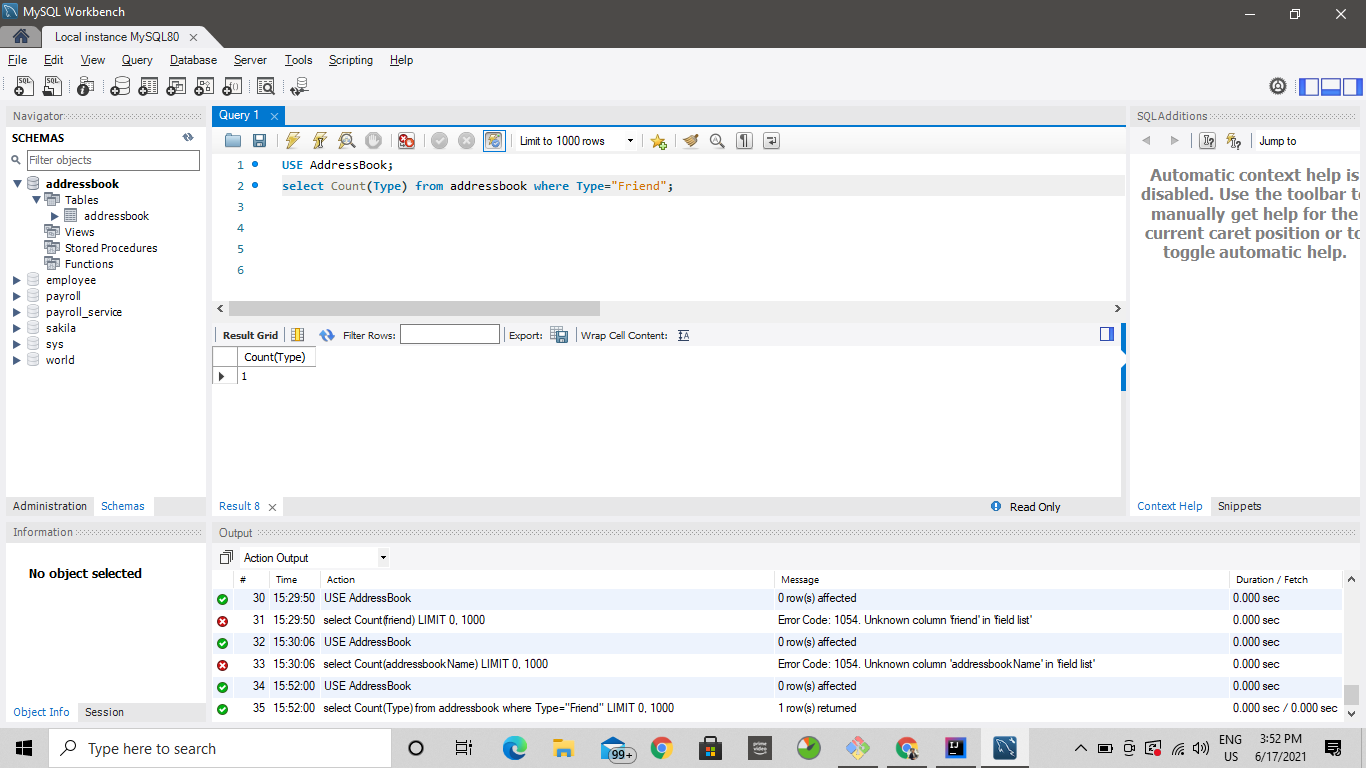 MySQL Workbench
Local instance MySQL80
File Edit View Query Database Server Tools Scripting Help
Navigator
SCHEMAS
Filter objects
addressbook
Tables
addressbook
Views
Stored Procedures
Functions
employee
payroll
payroll_service
sakila
sys
world
Administration Schemas
Information
No object selected
Object Info Session
Query 1
Limit to 1000 rows
1 USE AddressBook;
2 select Count(Type) from addressbook where Type="Friend";
3
4
5
6
Result Grid Filter Rows: Export: Wrap Cell Content:
Count(Type)
1
Result 8 Read Only
SQLAdditions
Jump to
Automatic context help is
disabled. Use the toolbar to
manually get help for the
current caret position or to
toggle automatic help.
Context Help Snippets
Output
Action Output
# Time Action Message Duration / Fetch
30 15:29:50 USE AddressBook 0 row(s) affected 0.000 sec
31 15:29:50 select Count(friend) LIMIT 0, 1000 Error Code: 1054. Unknown column 'friend' in 'field list' 0.000 sec
32 15:30:06 USE AddressBook 0 row(s) affected 0.000 sec
33 15:30:06 select Count(addressbookName) LIMIT 0, 1000 Error Code: 1054. Unknown column 'addressbookName' in 'field list' 0.000 sec
34 15:52:00 USE AddressBook 0 row(s) affected 0.000 sec
35 15:52:00 select Count(Type) from addressbook where Type="Friend" LIMIT 0, 1000 1 row(s) returned 0.000 sec / 0.000 sec
Type here to search
99+
prime video
IJ
ENG
US
3:52 PM
6/17/2021